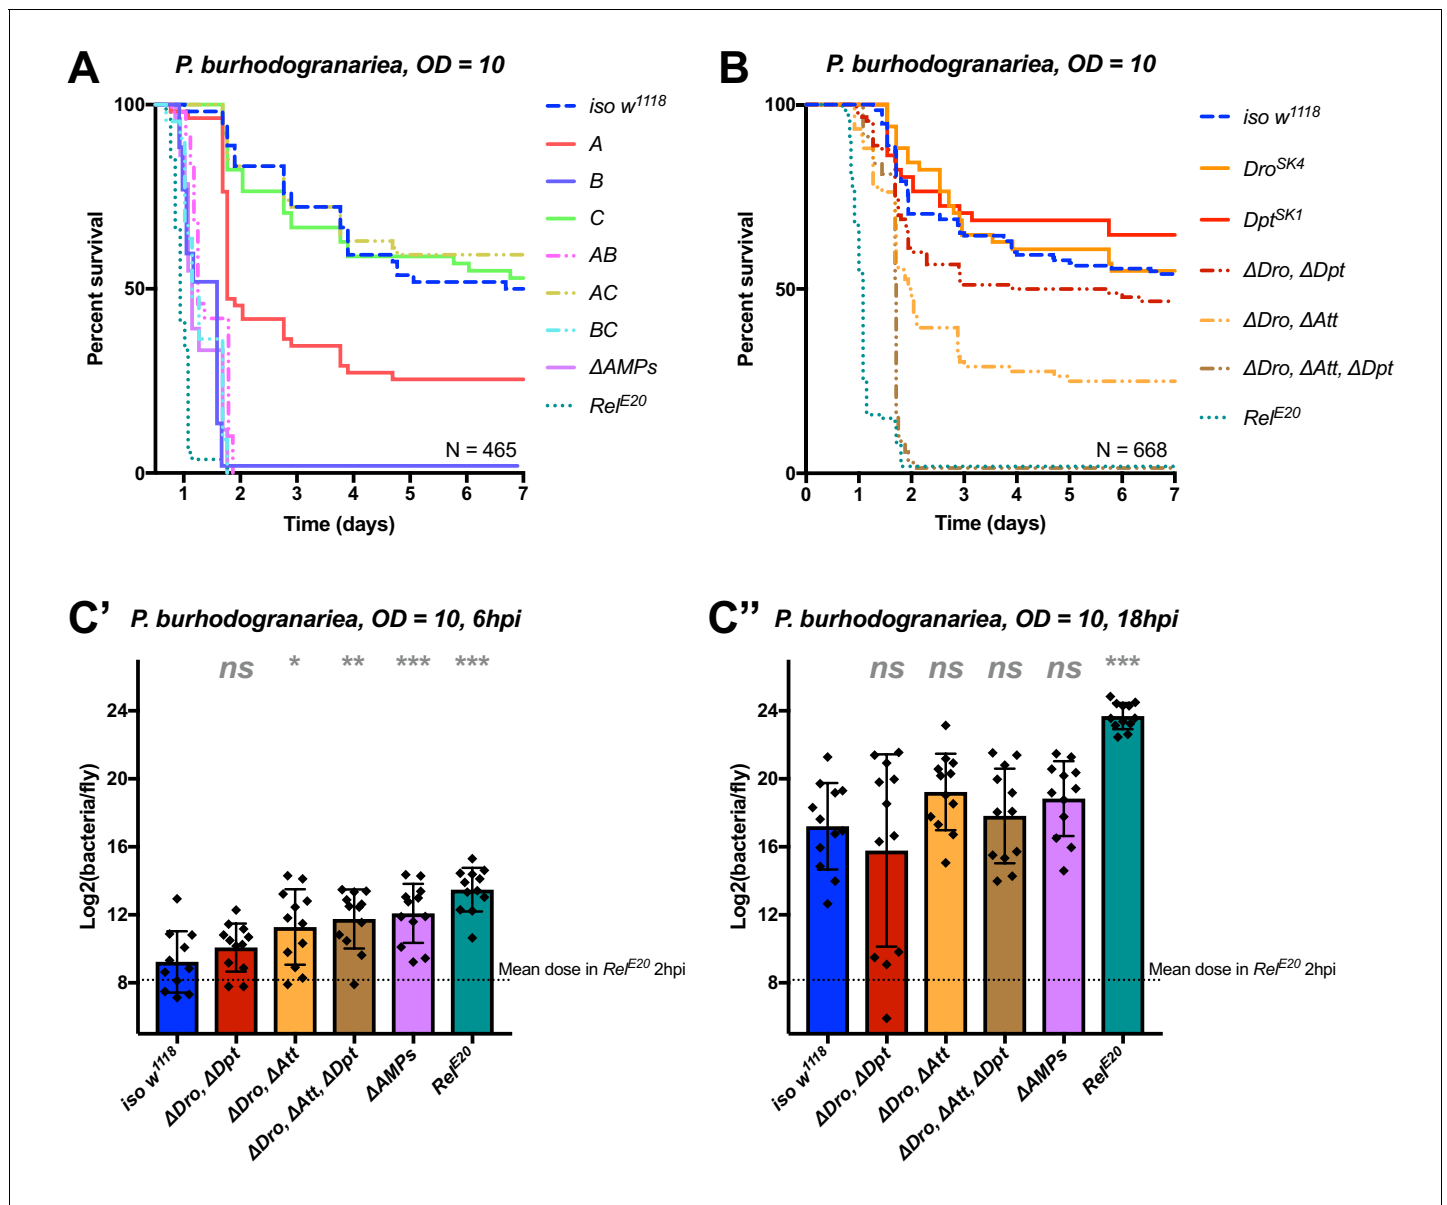 A
P. burhodogranariea, OD = 10
Percent survival
100
50
0
1 2 3 4 5 6 7
Time (days)
N = 465
iso w1118
A
B
C
AB
AC
BC
ΔAMPs
RelE20
B
P. burhodogranariea, OD = 10
Percent survival
100
50
0
0 1 2 3 4 5 6 7
Time (days)
N = 668
iso w1118
DroSK4
DptSK1
ΔDro, ΔDpt
ΔDro, ΔAtt
ΔDro, ΔAtt, ΔDpt
RelE20
C’
P. burhodogranariea, OD = 10, 6hpi
ns * ** *** ***
Log2(bacteria/fly)
24
20
16
12
8
Mean dose in RelE20 2hpi
iso w1118
ΔDro, ΔDpt
ΔDro, ΔAtt
ΔDro, ΔAtt, ΔDpt
ΔAMPs
RelE20
C’’
P. burhodogranariea, OD = 10, 18hpi
ns ns ns ns ***
Log2(bacteria/fly)
24
20
16
12
8
Mean dose in RelE20 2hpi
iso w1118
ΔDro, ΔDpt
ΔDro, ΔAtt
ΔDro, ΔAtt, ΔDpt
ΔAMPs
RelE20